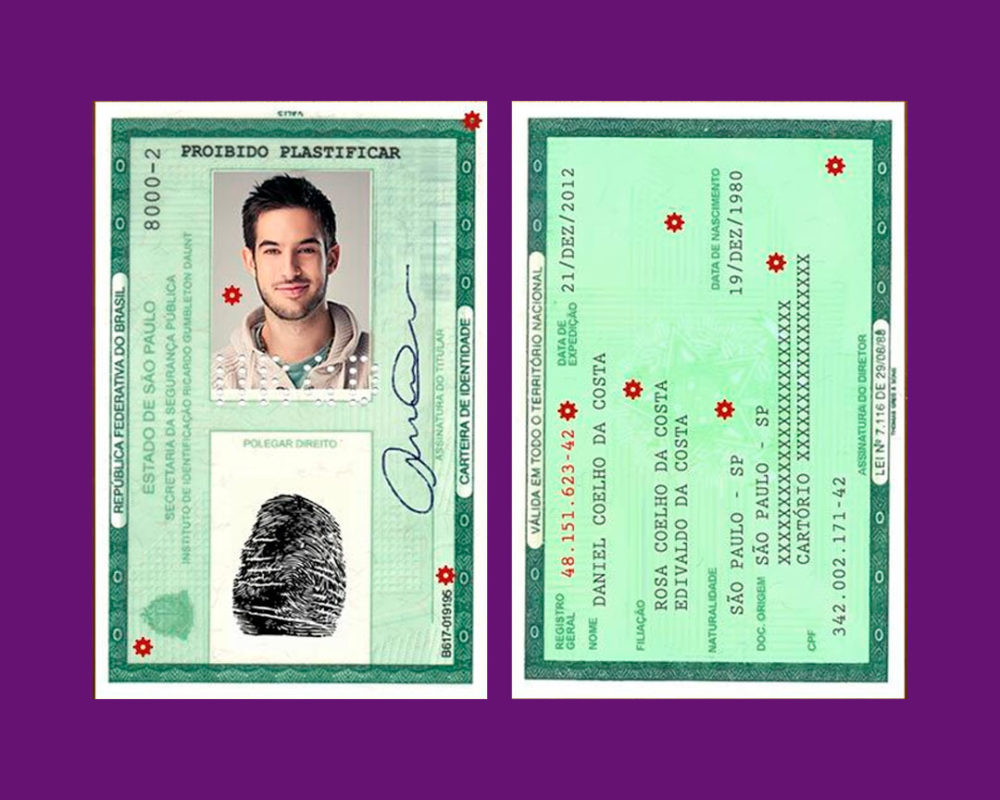 PROIBIDO PLASTIFICAR
8000-2
REPÚBLICA FEDERATIVA DO BRASIL
ESTADO DE SÃO PAULO
SECRETARIA DA SEGURANÇA PÚBLICA
INSTITUTO DE IDENTIFICAÇÃO RICARDO GUMBLETON DAUNT
POLEGAR DIREITO
ASSINATURA DO TITULAR
CARTEIRA DE IDENTIDADE
B617-019195
VÁLIDA EM TODO O TERRITÓRIO NACIONAL
REGISTRO GERAL 48.151.623-42 DATA DE EXPEDIÇÃO 21/DEZ/2012
NOME DANIEL COELHO DA COSTA
FILIAÇÃO ROSA COELHO DA COSTA
EDIVALDO DA COSTA
NATURALIDADE SÃO PAULO - SP DATA DE NASCIMENTO 19/DEZ/1980
DOC. ORIGEM SÃO PAULO - SP
XXXXXXXXXXXXXXXXXXXXXX
CARTÓRIO XXXXXXXXXXXXXXXXX
CPF 342.002.171-42
ASSINATURA DO DIRETOR
LEI Nº 7.116 DE 29/08/83